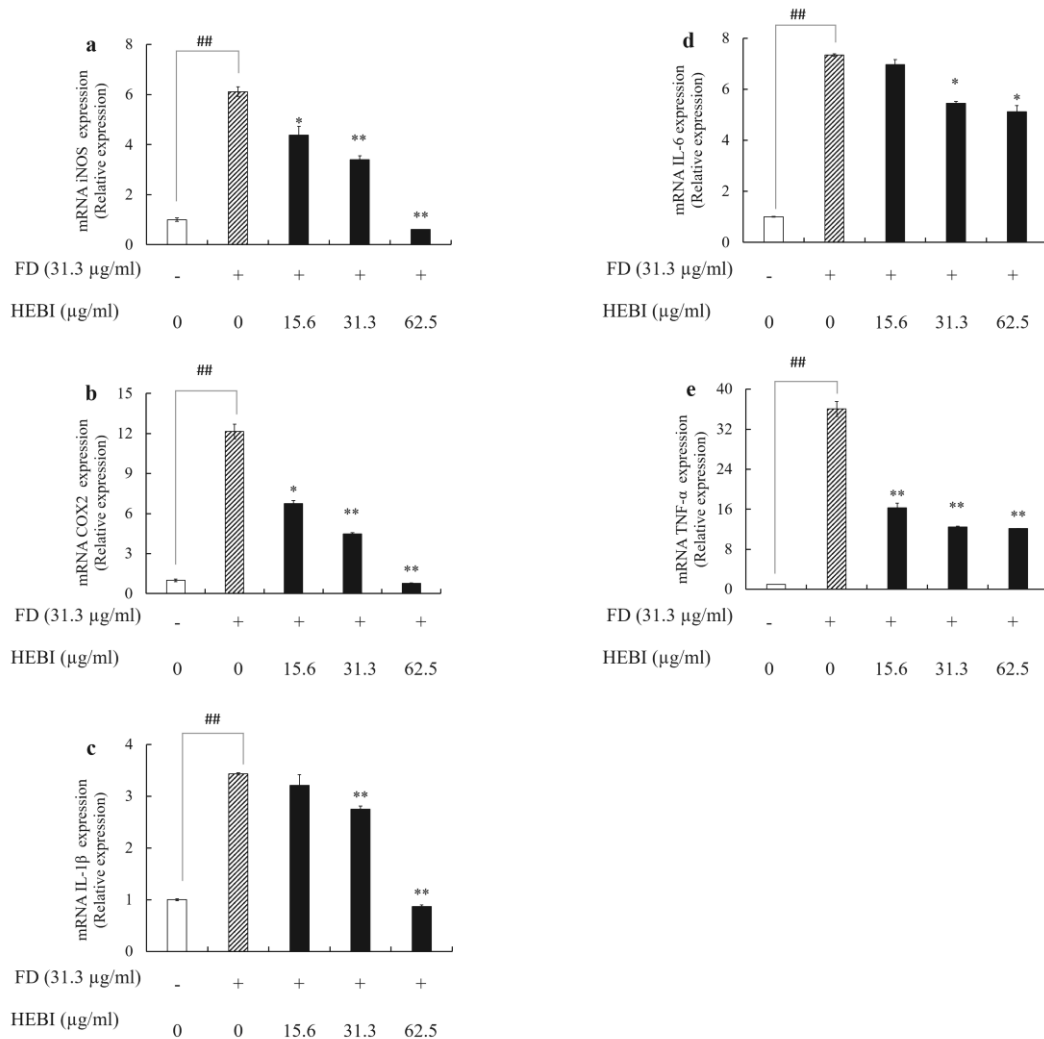 a
##
mRNA iNOS expression
(Relative expression)
8
6
4
2
0
*
**
**
FD (31.3 µg/ml)
- + + + +
HEBI (µg/ml)
0 0 15.6 31.3 62.5
b
##
mRNA COX2 expression
(Relative expression)
15
12
9
6
3
0
*
**
**
FD (31.3 µg/ml)
- + + + +
HEBI (µg/ml)
0 0 15.6 31.3 62.5
c
##
mRNA IL-1β expression
(Relative expression)
4
3
2
1
0
**
**
FD (31.3 µg/ml)
- + + + +
HEBI (µg/ml)
0 0 15.6 31.3 62.5
d
##
mRNA IL-6 expression
(Relative expression)
8
6
4
2
0
*
*
FD (31.3 µg/ml)
- + + + +
HEBI (µg/ml)
0 0 15.6 31.3 62.5
e
##
mRNA TNF-α expression
(Relative expression)
40
32
24
16
8
0
**
**
**
FD (31.3 µg/ml)
- + + + +
HEBI (µg/ml)
0 0 15.6 31.3 62.5